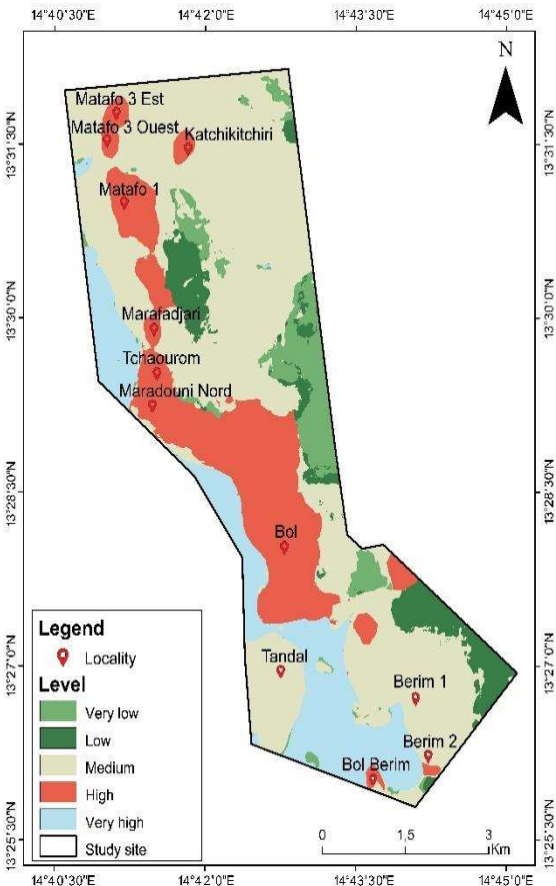 14°40'30"E 14°42'0"E 14°43'30"E 14°45'0"E
N
Matafo 3 Est
Matafo 3 Ouest
Katchikitchiri
13°31'30"N 13°31'30"N
Matafo 1
13°30'0"N 13°30'0"N
Marafadjari
Tchaourom
Maradouni Nord
13°28'30"N 13°28'30"N
Bol
Legend
Locality
Level
Very low
Low
Medium
High
Very high
Study site
Tandal
13°27'0"N 13°27'0"N
Berim 1
Berim 2
Bol Berim
0 1,5 3
Km
13°25'30"N 13°25'30"N
14°40'30"E 14°42'0"E 14°43'30"E 14°45'0"E